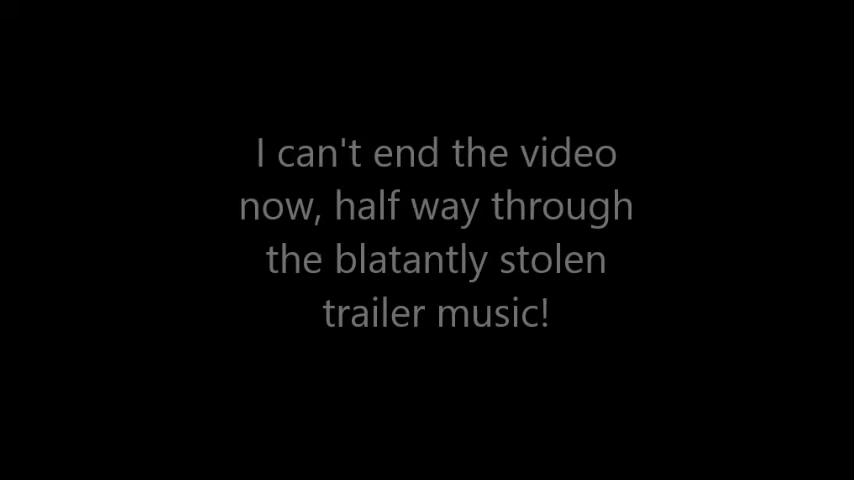 I can't end the video
now, half way through
the blatantly stolen
trailer music!